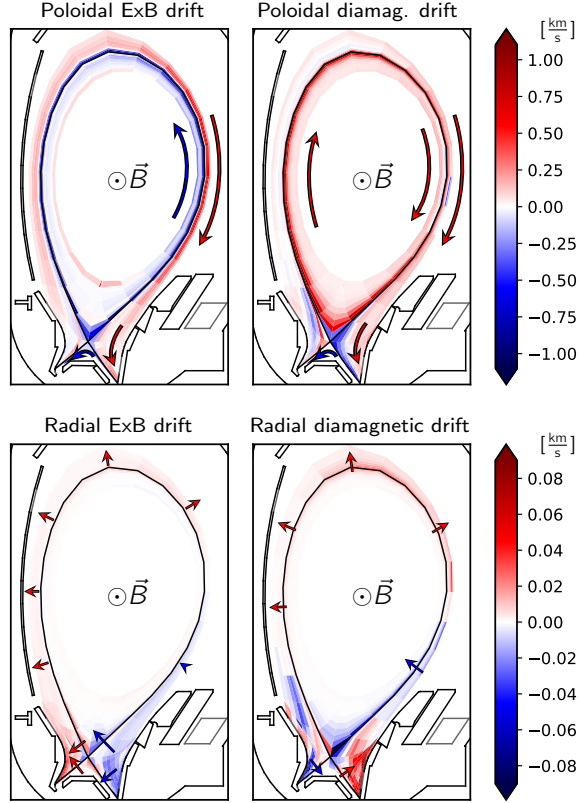 Poloidal ExB drift
Poloidal diamag. drift
[km/s]
1.00
0.75
0.50
0.25
0.00
−0.25
−0.50
−0.75
−1.00
⊙B⃗
⊙B⃗
Radial ExB drift
Radial diamagnetic drift
[km/s]
0.08
0.06
0.04
0.02
0.00
−0.02
−0.04
−0.06
−0.08
⊙B⃗
⊙B⃗